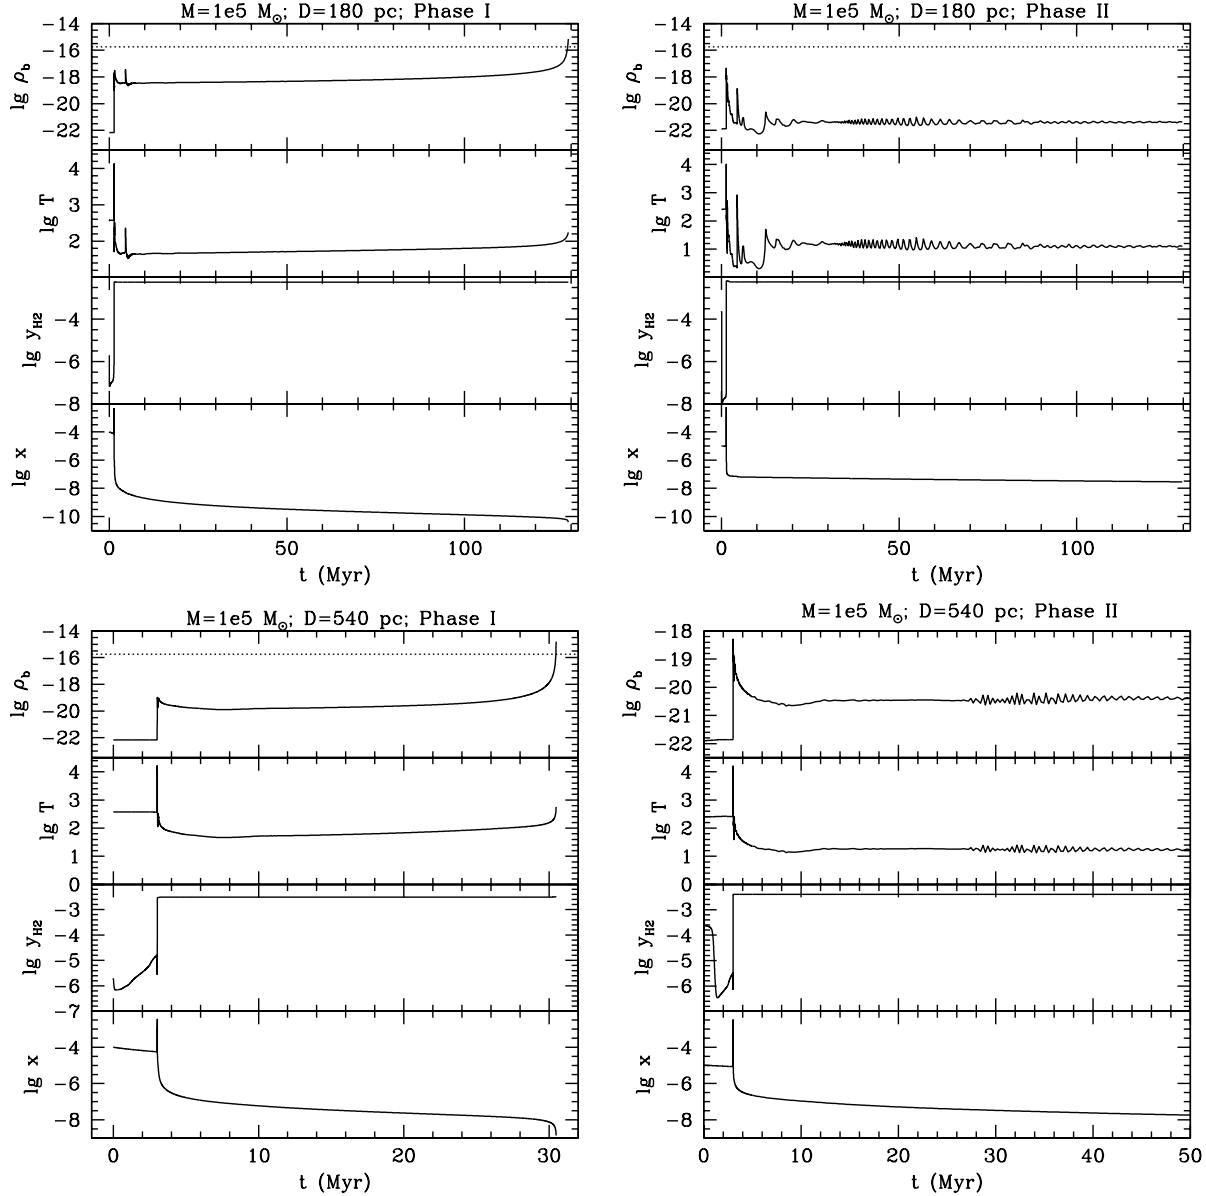 M=1e5 M⊙; D=180 pc; Phase I
−14
−16
−18
−20
−22
lg ρb
4
3
2
lg T
−4
−6
−8
lg yH2
−4
−6
−8
−10
lg x
0 50 100
t (Myr)
M=1e5 M⊙; D=180 pc; Phase II
−14
−16
−18
−20
−22
lg ρb
4
3
2
1
lg T
−4
−6
−8
lg yH2
−4
−6
−8
−10
lg x
0 50 100
t (Myr)
M=1e5 M⊙; D=540 pc; Phase I
−14
−16
−18
−20
−22
lg ρb
4
3
2
1
0
lg T
−3
−4
−5
−6
−7
lg yH2
−4
−6
−8
lg x
0 10 20 30
t (Myr)
M=1e5 M⊙; D=540 pc; Phase II
−18
−19
−20
−21
−22
lg ρb
4
3
2
1
0
lg T
−3
−4
−5
−6
lg yH2
−4
−6
−8
lg x
0 10 20 30 40 50
t (Myr)